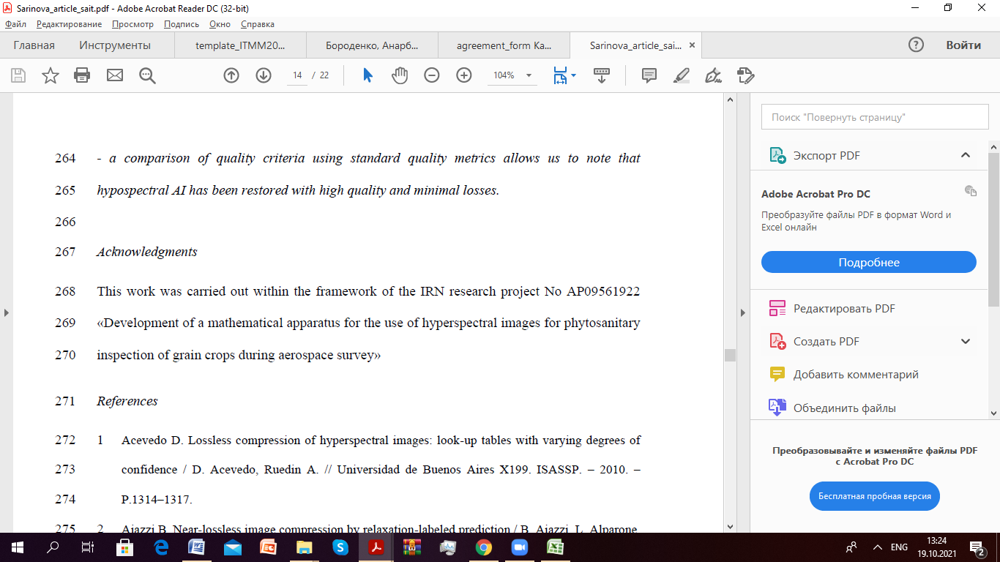 Sarinova_article_sait.pdf - Adobe Acrobat Reader DC (32-bit)
Файл Редактирование Просмотр Подпись Окно Справка
Главная Инструменты template_ITMM20... Бороденко, Анарб... agreement_form Ka... Sarinova_article_sai... × Войти
14 / 22 104%
Поиск "Повернуть страницу"
Экспорт PDF
Adobe Acrobat Pro DC
Преобразуйте файлы PDF в формат Word и
Excel онлайн
Подробнее
Редактировать PDF
Создать PDF
Добавить комментарий
Объединить файлы
Преобразовывайте и изменяйте файлы PDF
с Acrobat Pro DC
Бесплатная пробная версия
264 - a comparison of quality criteria using standard quality metrics allows us to note that
265 hypospectral AI has been restored with high quality and minimal losses.
266
267 Acknowledgments
268 This work was carried out within the framework of the IRN research project No AP09561922
269 «Development of a mathematical apparatus for the use of hyperspectral images for phytosanitary
270 inspection of grain crops during aerospace survey»
271 References
272 1 Acevedo D. Lossless compression of hyperspectral images: look-up tables with varying degrees of
273 confidence / D. Acevedo, Ruedin A. // Universidad de Buenos Aires X199. ISASSP. – 2010. –
274 P.1314–1317.
275 2 Aiazzi B. Near-lossless image compression by relaxation-labeled prediction / B. Aiazzi, L. Alparone,
ENG
13:24
19.10.2021
2